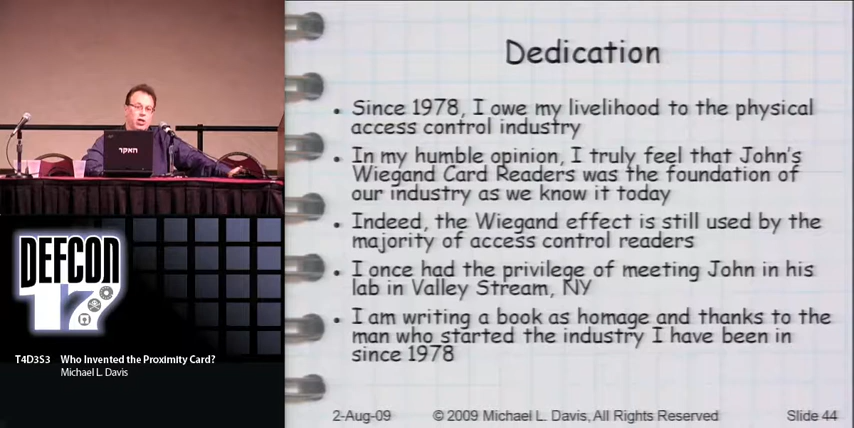 האקר
DEFCON
17
T4D3S3 Who Invented the Proximity Card?
Michael L. Davis
Dedication
• Since 1978, I owe my livelihood to the physical
access control industry
• In my humble opinion, I truly feel that John's
Wiegand Card Readers was the foundation of
our industry as we know it today
• Indeed, the Wiegand effect is still used by the
majority of access control readers
• I once had the privilege of meeting John in his
lab in Valley Stream, NY
• I am writing a book as homage and thanks to the
man who started the industry I have been in
since 1978
2-Aug-09 © 2009 Michael L. Davis, All Rights Reserved Slide 44